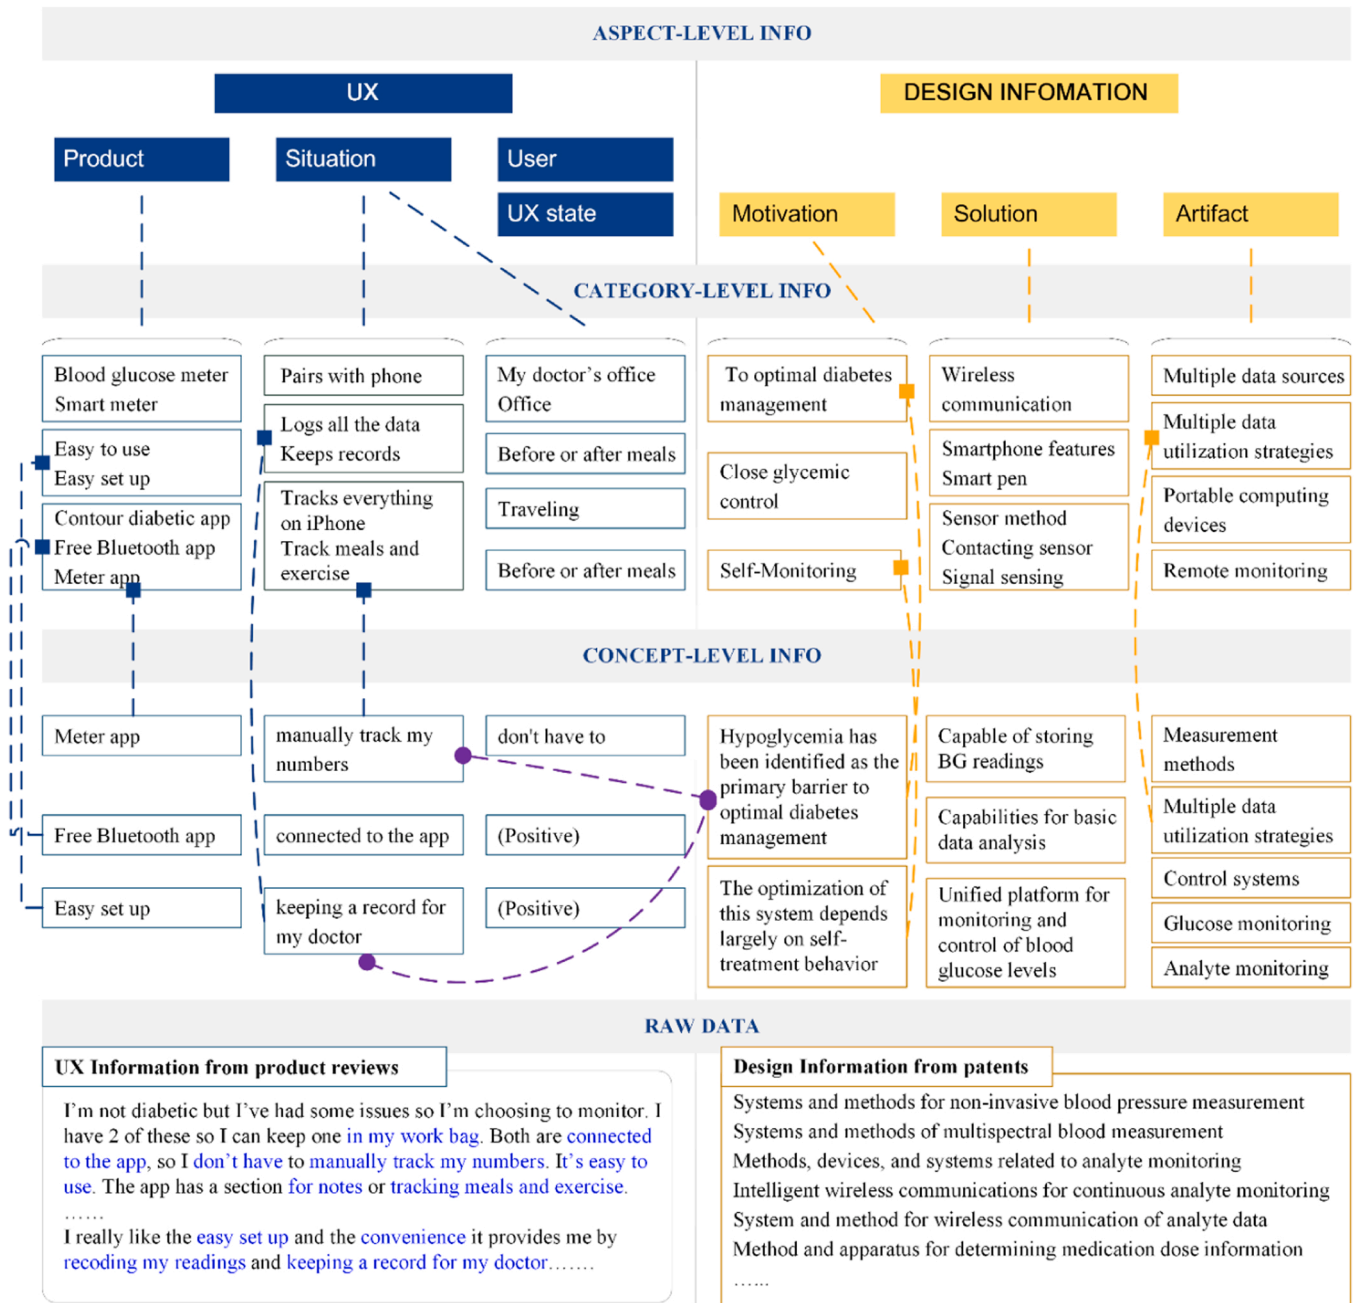 ASPECT-LEVEL INFO
UX
DESIGN INFOMATION
Product
Situation
User
UX state
Motivation
Solution
Artifact
CATEGORY-LEVEL INFO
Blood glucose meter
Smart meter
Easy to use
Easy set up
Contour diabetic app
Free Bluetooth app
Meter app
Pairs with phone
Logs all the data
Keeps records
Tracks everything
on iPhone
Track meals and
exercise
My doctor's office
Office
Before or after meals
Traveling
Before or after meals
To optimal diabetes
management
Close glycemic
control
Self-Monitoring
Wireless
communication
Smartphone features
Smart pen
Sensor method
Contacting sensor
Signal sensing
Multiple data sources
Multiple data
utilization strategies
Portable computing
devices
Remote monitoring
CONCEPT-LEVEL INFO
Meter app
Free Bluetooth app
Easy set up
manually track my
numbers
connected to the app
keeping a record for
my doctor
don't have to
(Positive)
(Positive)
Hypoglycemia has
been identified as the
primary barrier to
optimal diabetes
management
The optimization of
this system depends
largely on self-
treatment behavior
Capable of storing
BG readings
Capabilities for basic
data analysis
Unified platform for
monitoring and
control of blood
glucose levels
Measurement
methods
Multiple data
utilization strategies
Control systems
Glucose monitoring
Analyte monitoring
RAW DATA
UX Information from product reviews
I'm not diabetic but I've had some issues so I'm choosing to monitor. I
have 2 of these so I can keep one in my work bag. Both are connected
to the app, so I don't have to manually track my numbers. It's easy to
use. The app has a section for notes or tracking meals and exercise.
……
I really like the easy set up and the convenience it provides me by
recoding my readings and keeping a record for my doctor…….
Design Information from patents
Systems and methods for non-invasive blood pressure measurement
Systems and methods of multispectral blood measurement
Methods, devices, and systems related to analyte monitoring
Intelligent wireless communications for continuous analyte monitoring
System and method for wireless communication of analyte data
Method and apparatus for determining medication dose information
…...